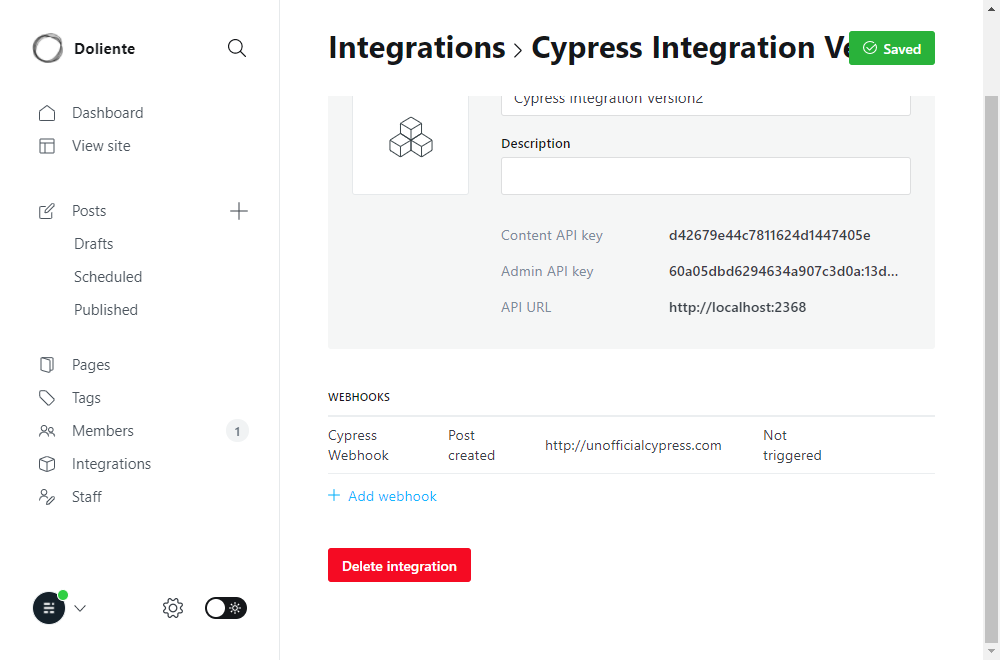 Doliente
Dashboard
View site
Posts
Drafts
Scheduled
Published
Pages
Tags
Members 1
Integrations
Staff
Integrations > Cypress Integration Ve
Saved
Cypress Integration Version2
Description
Content API key d42679e44c7811624d1447405e
Admin API key 60a05dbd6294634a907c3d0a:13d...
API URL http://localhost:2368
WEBHOOKS
Cypress Webhook Post created http://unofficialcypress.com Not triggered
+ Add webhook
Delete integration